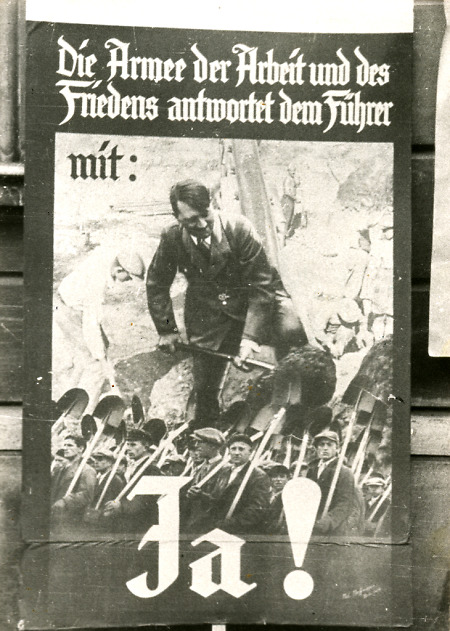 Die Armee der Arbeit und des
Friedens antwortet dem Führer
mit:
Ja!